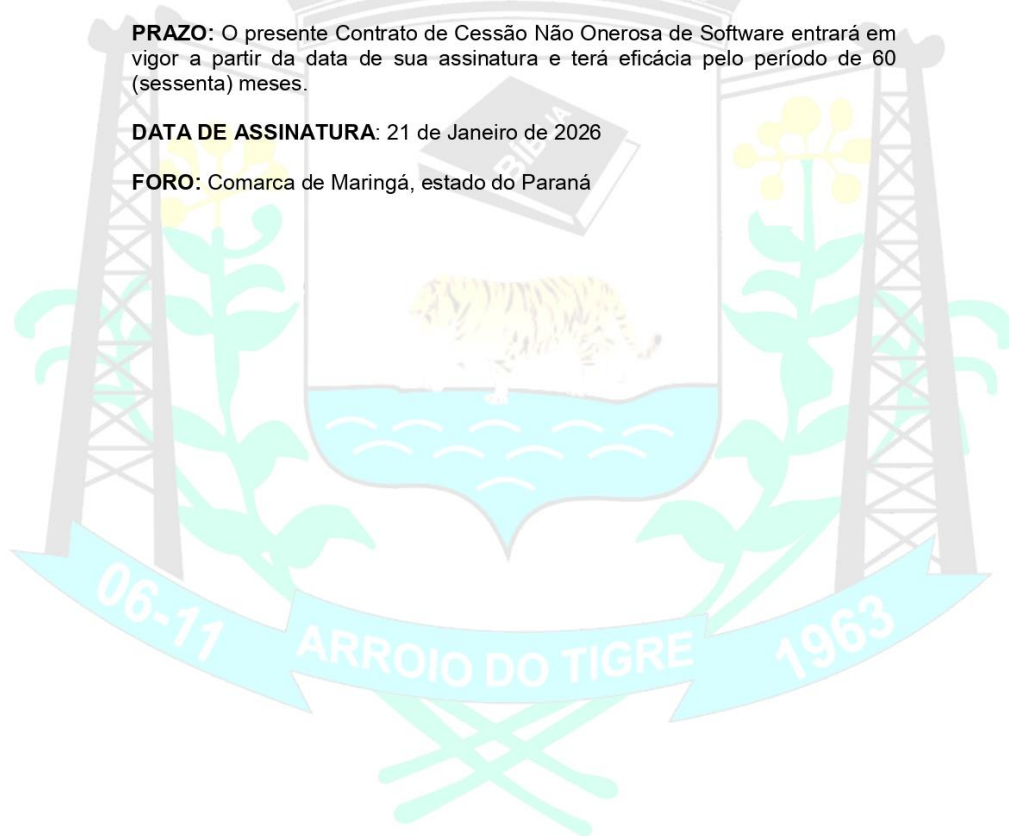 PRAZO: O presente Contrato de Cessão Não Onerosa de Software entrará em
vigor a partir da data de sua assinatura e terá eficácia pelo período de 60
(sessenta) meses.
DATA DE ASSINATURA: 21 de Janeiro de 2026
FORO: Comarca de Maringá, estado do Paraná
BÍBLIA
06-11
ARROIO DO TIGRE
1963